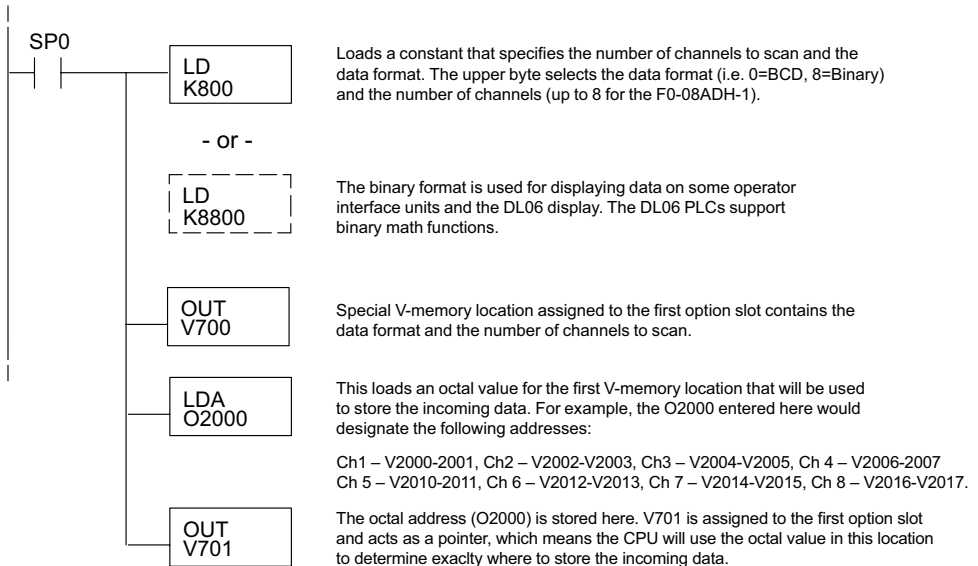 SP0
LD
K800
Loads a constant that specifies the number of channels to scan and the
data format. The upper byte selects the data format (i.e. 0=BCD, 8=Binary)
and the number of channels (up to 8 for the F0-08ADH-1).
- or -
LD
K8800
The binary format is used for displaying data on some operator
interface units and the DL06 display. The DL06 PLCs support
binary math functions.
OUT
V700
Special V-memory location assigned to the first option slot contains the
data format and the number of channels to scan.
LDA
O2000
This loads an octal value for the first V-memory location that will be used
to store the incoming data. For example, the O2000 entered here would
designate the following addresses:
Ch1 – V2000-2001, Ch2 – V2002-V2003, Ch3 – V2004-V2005, Ch 4 – V2006-2007
Ch 5 – V2010-2011, Ch 6 – V2012-V2013, Ch 7 – V2014-V2015, Ch 8 – V2016-V2017.
OUT
V701
The octal address (O2000) is stored here. V701 is assigned to the first option slot
and acts as a pointer, which means the CPU will use the octal value in this location
to determine exaclty where to store the incoming data.